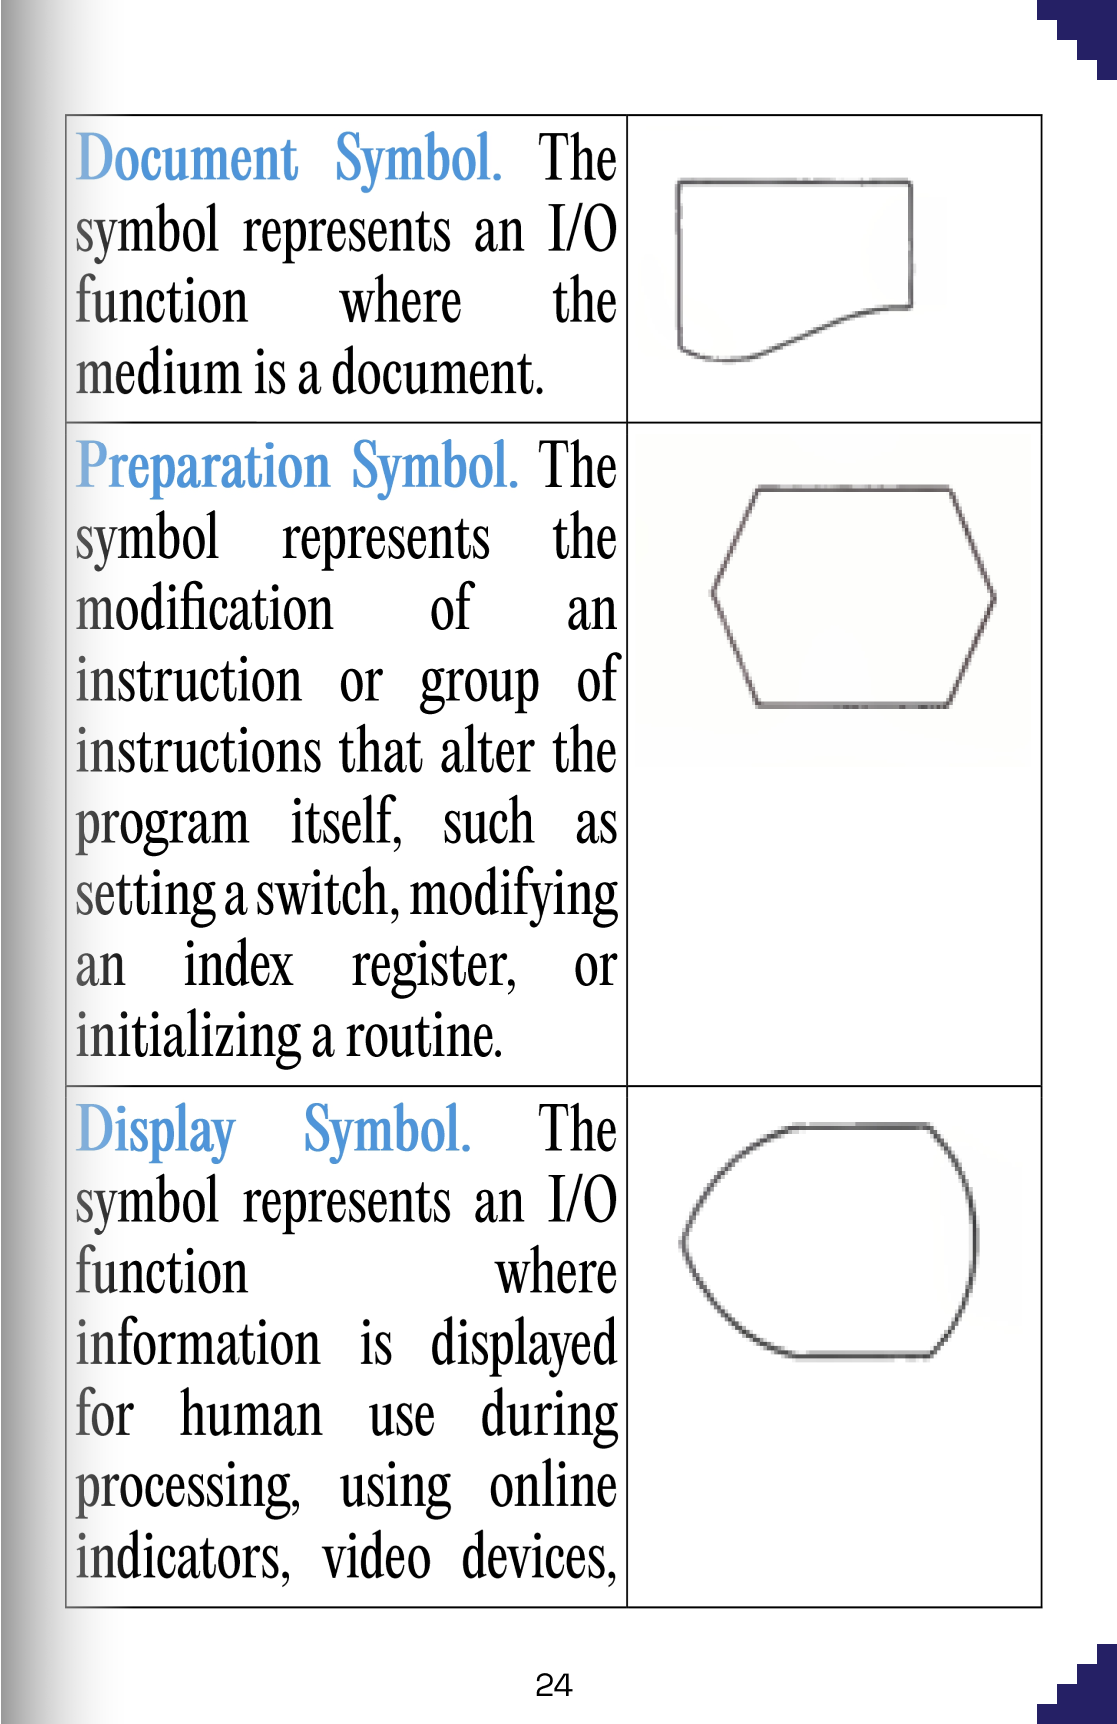 Document Symbol. The
symbol represents an I/O
function where the
medium is a document.
Preparation Symbol. The
symbol represents the
modification of an
instruction or group of
instructions that alter the
program itself, such as
setting a switch, modifying
an index register, or
initializing a routine.
Display Symbol. The
symbol represents an I/O
function where
information is displayed
for human use during
processing, using online
indicators, video devices,
24